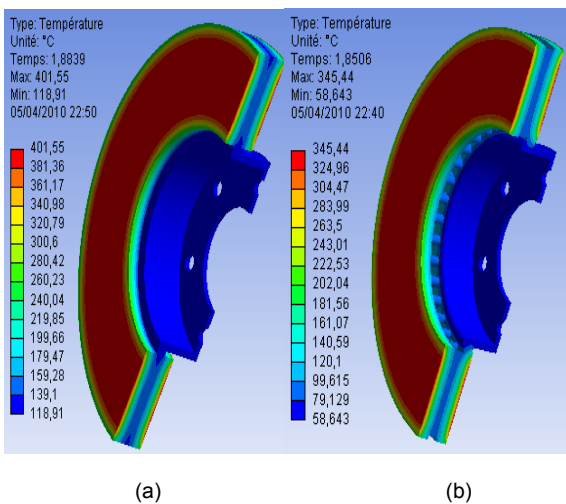 Type: Température
Unité: °C
Temps: 1,8839
Max: 401,55
Min: 118,91
05/04/2010 22:50
401,55
381,36
361,17
340,98
320,79
300,6
280,42
260,23
240,04
219,85
199,66
179,47
159,28
139,1
118,91
(a)
Type: Température
Unité: °C
Temps: 1,8506
Max: 345,44
Min: 58,643
05/04/2010 22:40
345,44
324,96
304,47
283,99
263,5
243,01
222,53
202,04
181,56
161,07
140,59
120,1
99,615
79,129
58,643
(b)